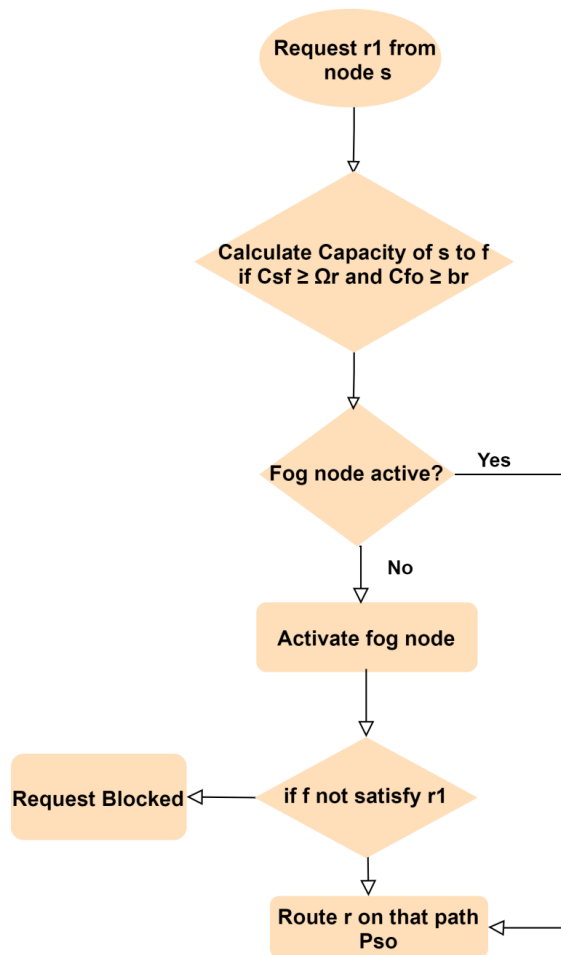 Request r1 from
node s
Calculate Capacity of s to f
if Csf ≥ Ωr and Cfo ≥ br
Fog node active?
Yes
No
Activate fog node
if f not satisfy r1
Request Blocked
Route r on that path
Pso